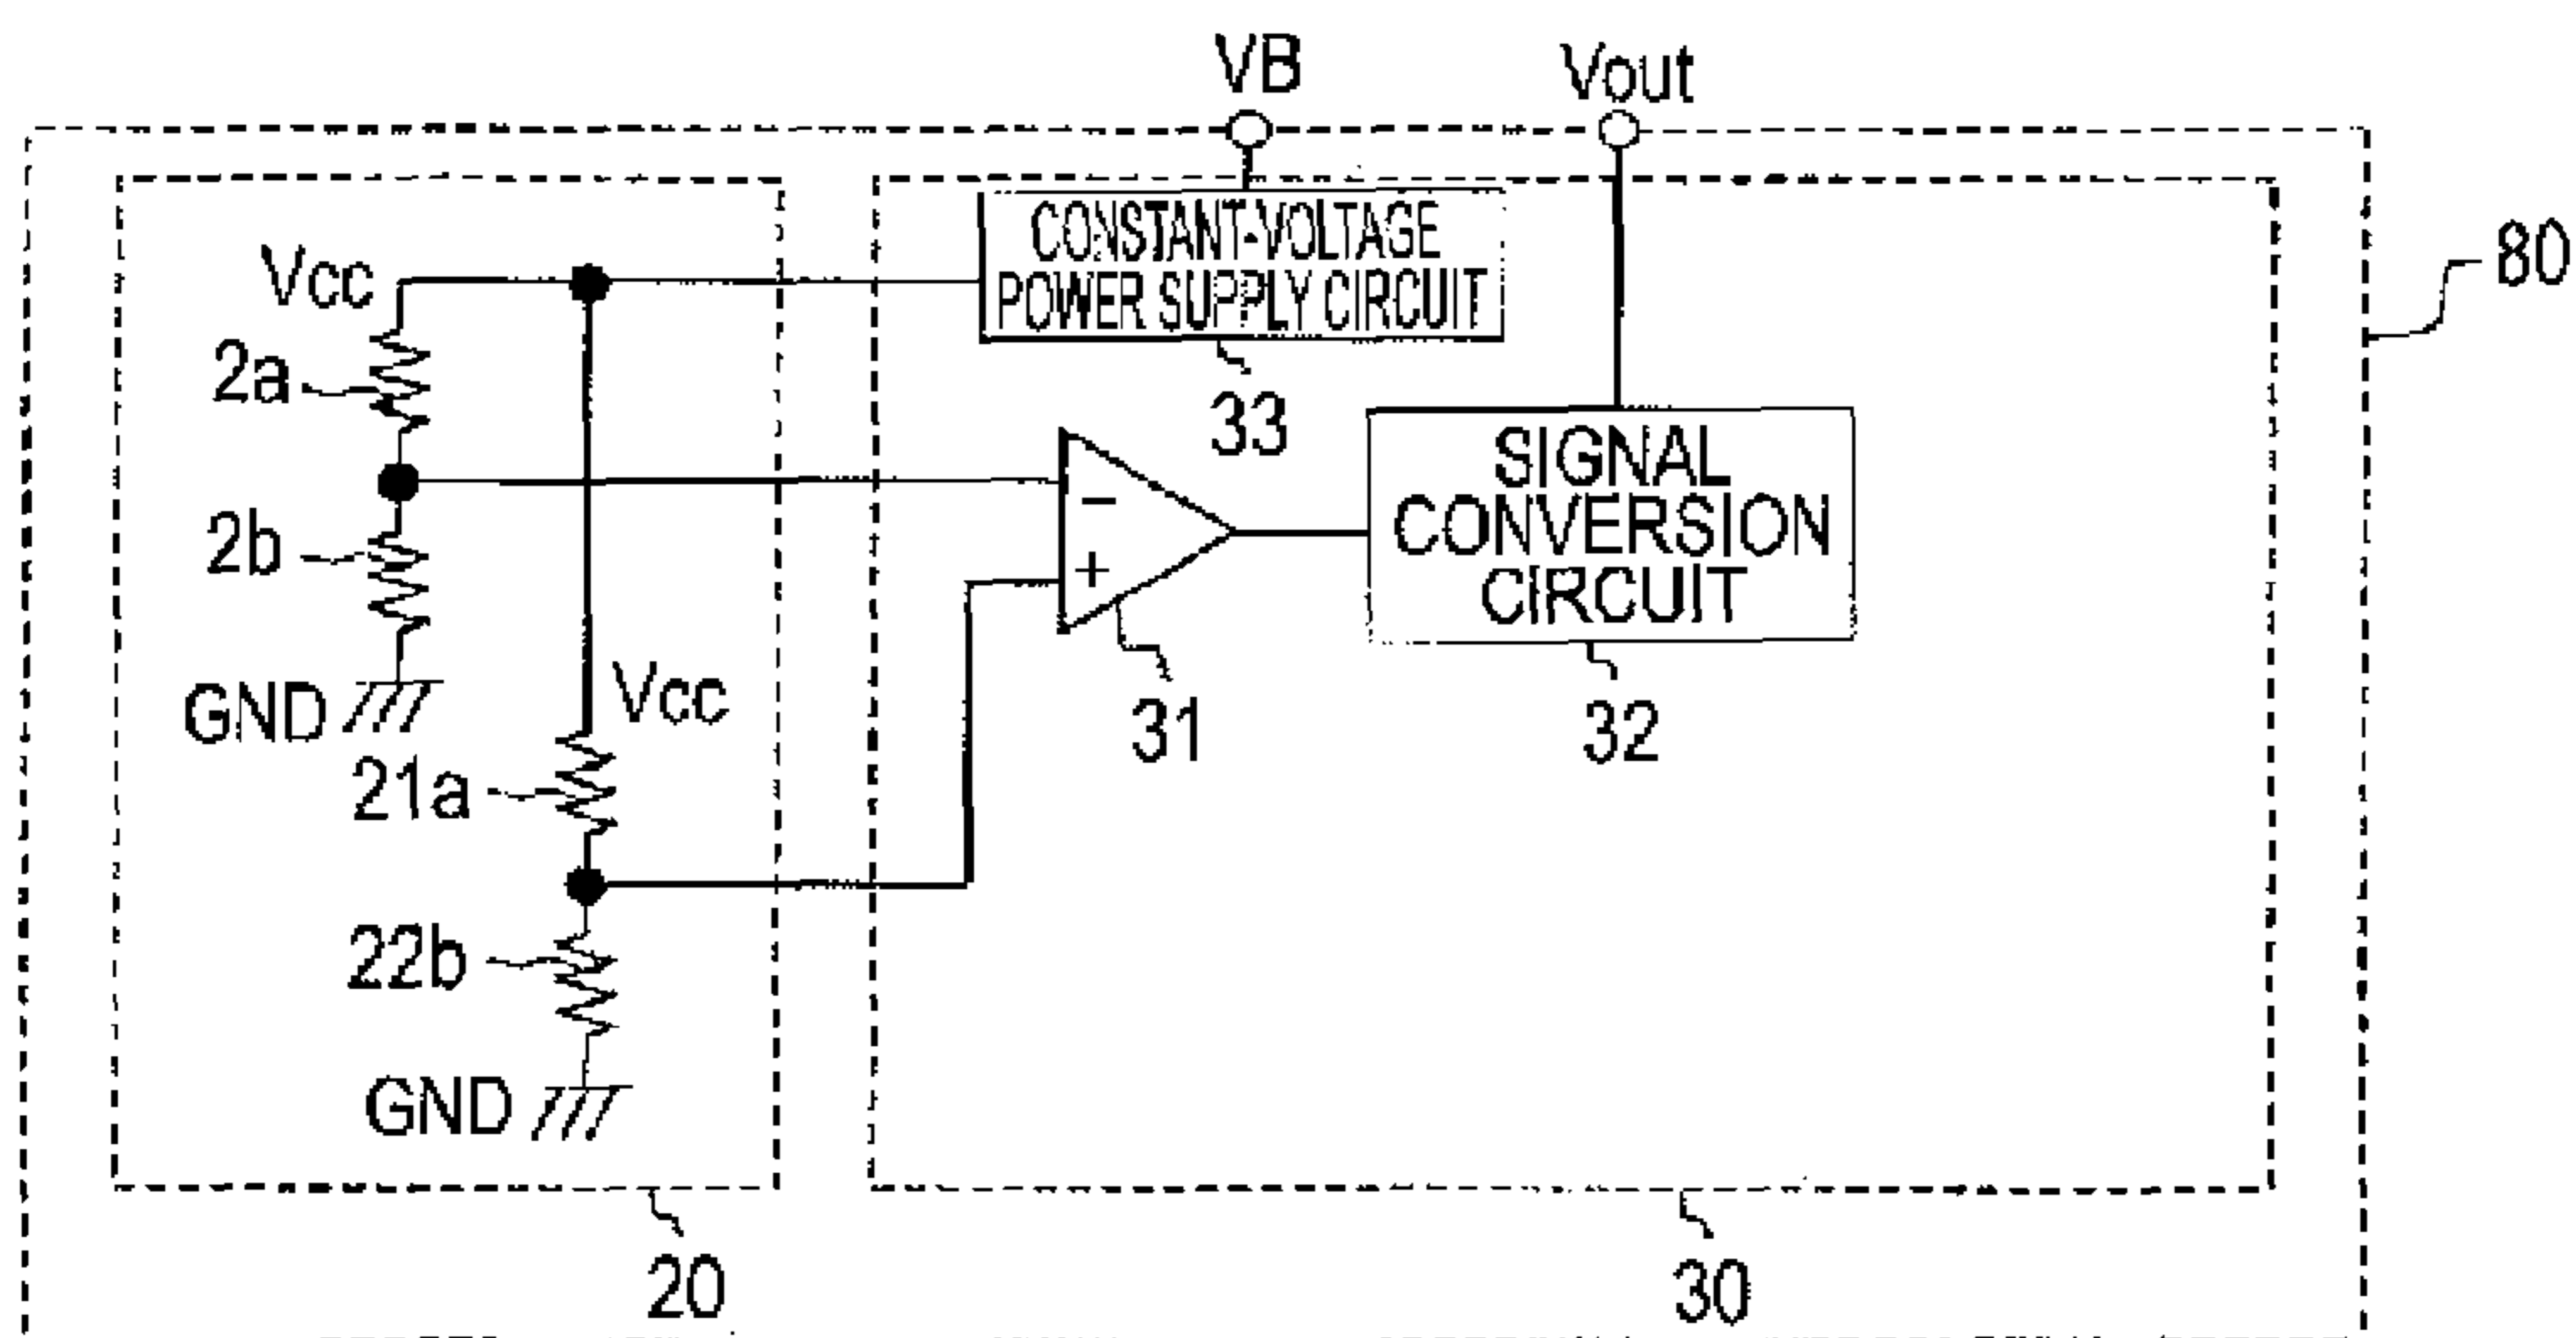 VB
Vout
CONSTANT-VOLTAGE
POWER SUPPLY CIRCUIT
80
Vcc
2a
33
SIGNAL
CONVERSION
CIRCUIT
−
+
2b
GND
Vcc
31
32
21a
22b
GND
20
30